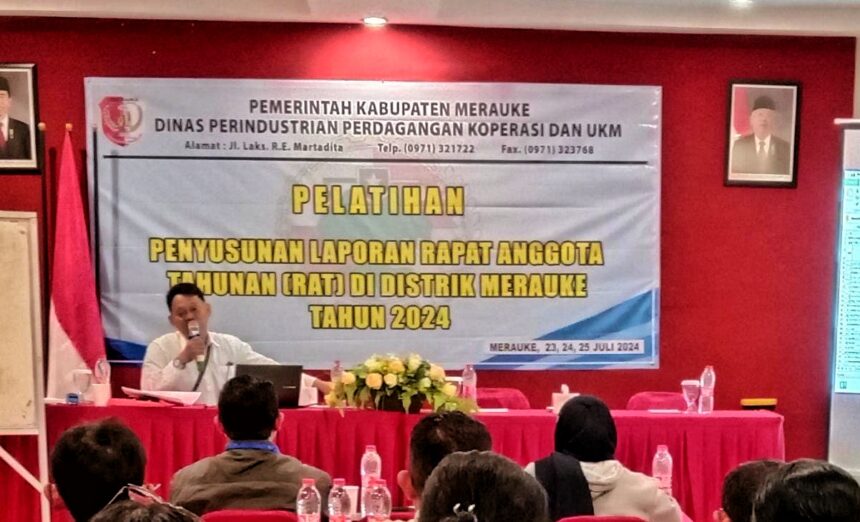 PEMERINTAH KABUPATEN MERAUKE
DINAS PERINDUSTRIAN PERDAGANGAN KOPERASI DAN UKM
Alamat : Jl. Laks. R.E. Martadita Telp. (0971) 321722 Fax. (0971) 323768
PELATIHAN
PENYUSUNAN LAPORAN RAPAT ANGGOTA
TAHUNAN (RAT) DI DISTRIK MERAUKE
TAHUN 2024
MERAUKE, 23, 24, 25 JULI 2024